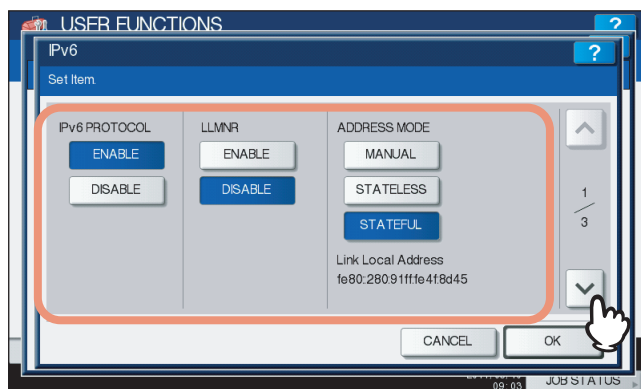 USER FUNCTIONS
?
IPv6
?
Set Item.
IPv6 PROTOCOL
ENABLE
DISABLE
LLMNR
ENABLE
DISABLE
ADDRESS MODE
MANUAL
STATELESS
STATEFUL
Link Local Address
fe80::280:91ff:fe4f:8d45
1
3
CANCEL
OK
09:03
JOB STATUS